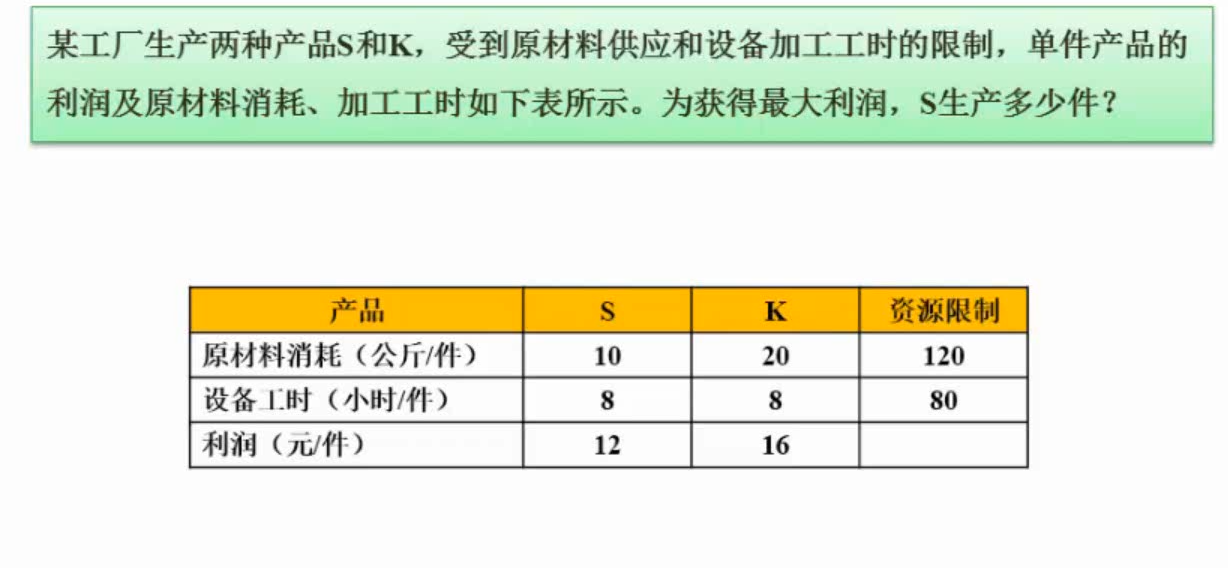 某工厂生产两种产品S和K，受到原材料供应和设备加工工时的限制，单件产品的
利润及原材料消耗、加工工时如下表所示。为获得最大利润，S生产多少件？
产品 S K 资源限制
原材料消耗（公斤/件） 10 20 120
设备工时（小时/件） 8 8 80
利润（元/件） 12 16